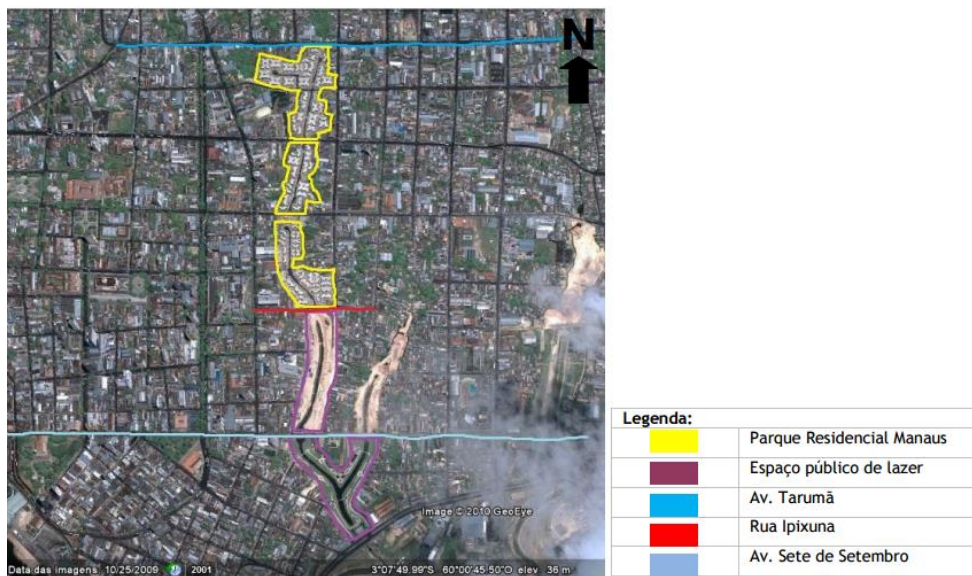 N
Image © 2010 GeoEye
Data das imagens 10/25/2009 2001 3°07'49.99"S 60°00'45.50"O elev 36 m
Legenda:
Parque Residencial Manaus
Espaço público de lazer
Av. Tarumã
Rua Ipixuna
Av. Sete de Setembro